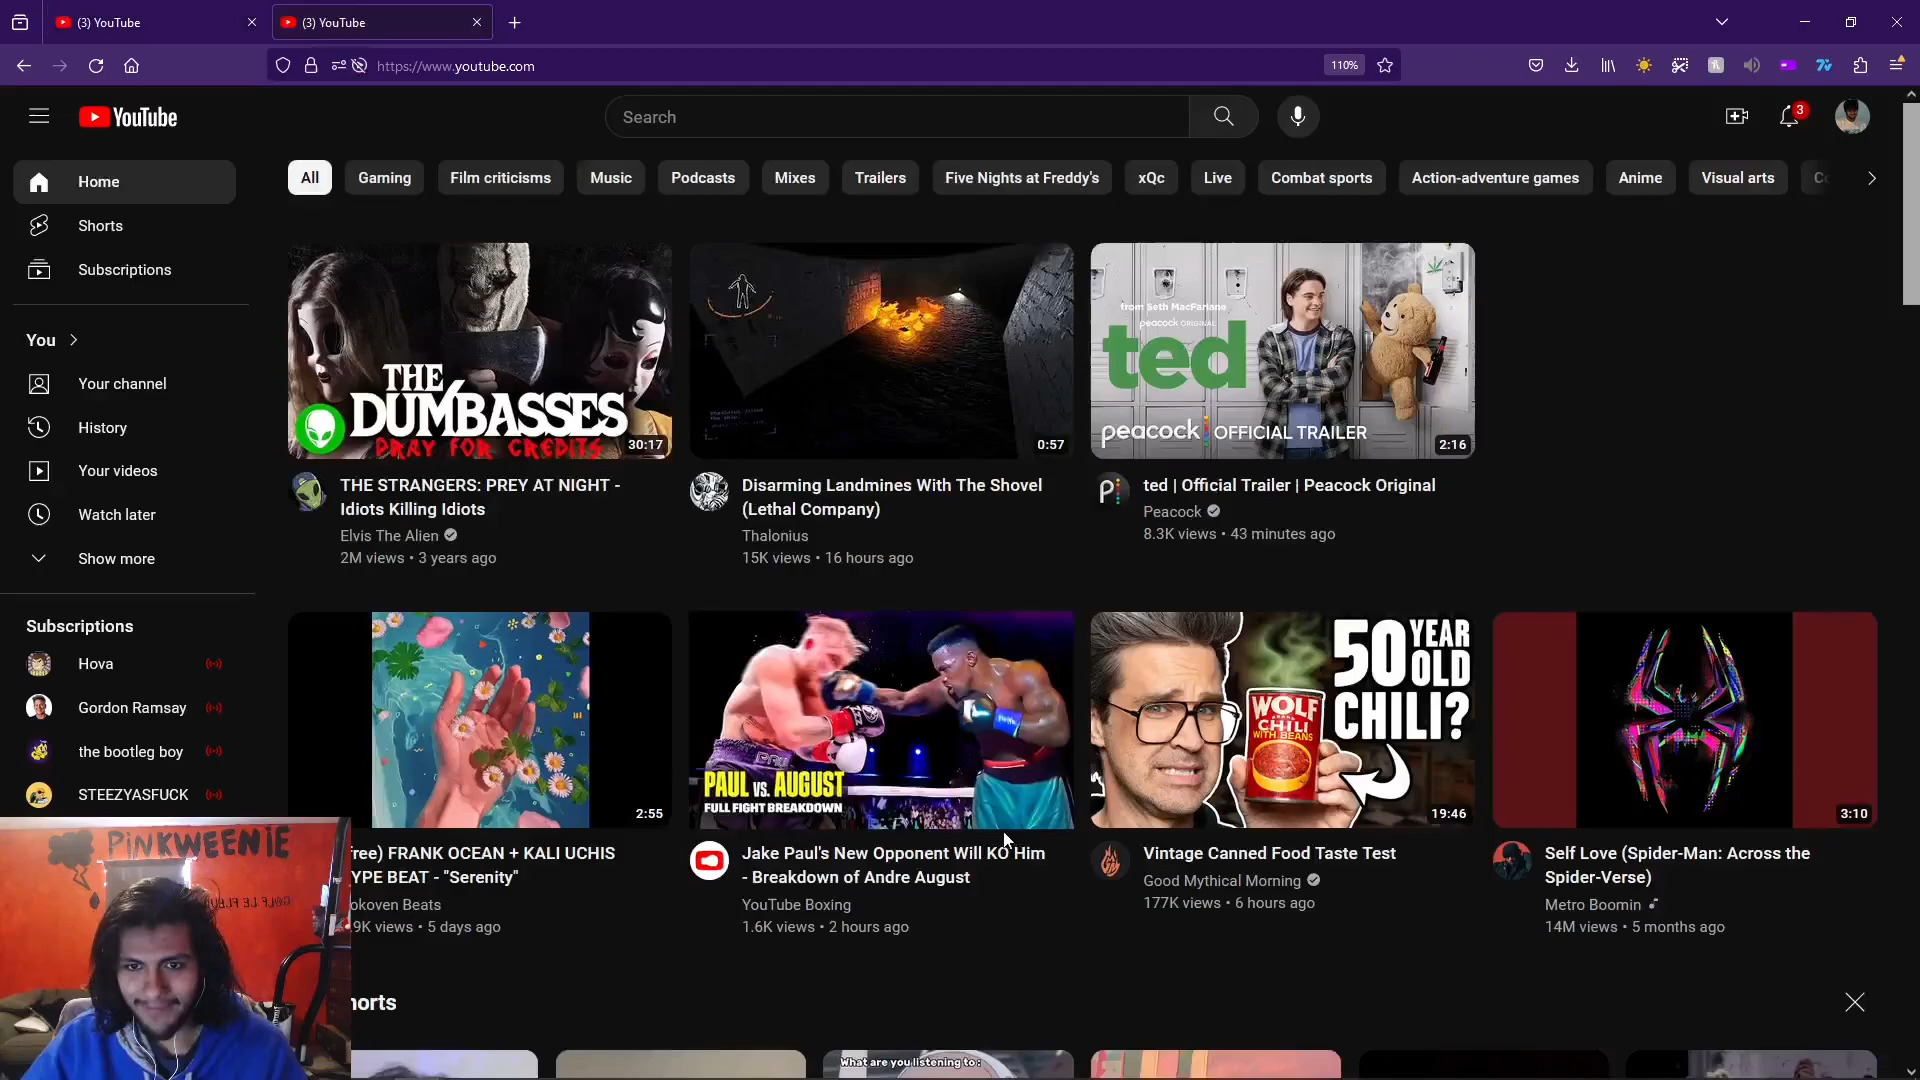 (3) YouTube
(3) YouTube
https://www.youtube.com
110%
YouTube
Search
3
Home
Shorts
Subscriptions
You
Your channel
History
Your videos
Watch later
Show more
Subscriptions
Hova
Gordon Ramsay
the bootleg boy
STEEZYASFUCK
All
Gaming
Film criticisms
Music
Podcasts
Mixes
Trailers
Five Nights at Freddy's
xQc
Live
Combat sports
Action-adventure games
Anime
Visual arts
THE
DUMBASSES
PRAY FOR CREDITS
30:17
THE STRANGERS: PREY AT NIGHT -
Idiots Killing Idiots
Elvis The Alien
2M views • 3 years ago
0:57
Disarming Landmines With The Shovel
(Lethal Company)
Thalonius
15K views • 16 hours ago
from Seth MacFarlane
peacock ORIGINAL
ted
peacock OFFICIAL TRAILER
2:16
ted | Official Trailer | Peacock Original
Peacock
8.3K views • 43 minutes ago
2:55
ree) FRANK OCEAN + KALI UCHIS
YPE BEAT - "Serenity"
okoven Beats
9K views • 5 days ago
PAUL VS. AUGUST
FULL FIGHT BREAKDOWN
Jake Paul's New Opponent Will KO Him
- Breakdown of Andre August
YouTube Boxing
1.6K views • 2 hours ago
50 YEAR
OLD
CHILI?
WOLF
CHILI
WITH BEANS
19:46
Vintage Canned Food Taste Test
Good Mythical Morning
177K views • 6 hours ago
3:10
Self Love (Spider-Man: Across the
Spider-Verse)
Metro Boomin
14M views • 5 months ago
PINKWEENIE
horts
What are you listening to :